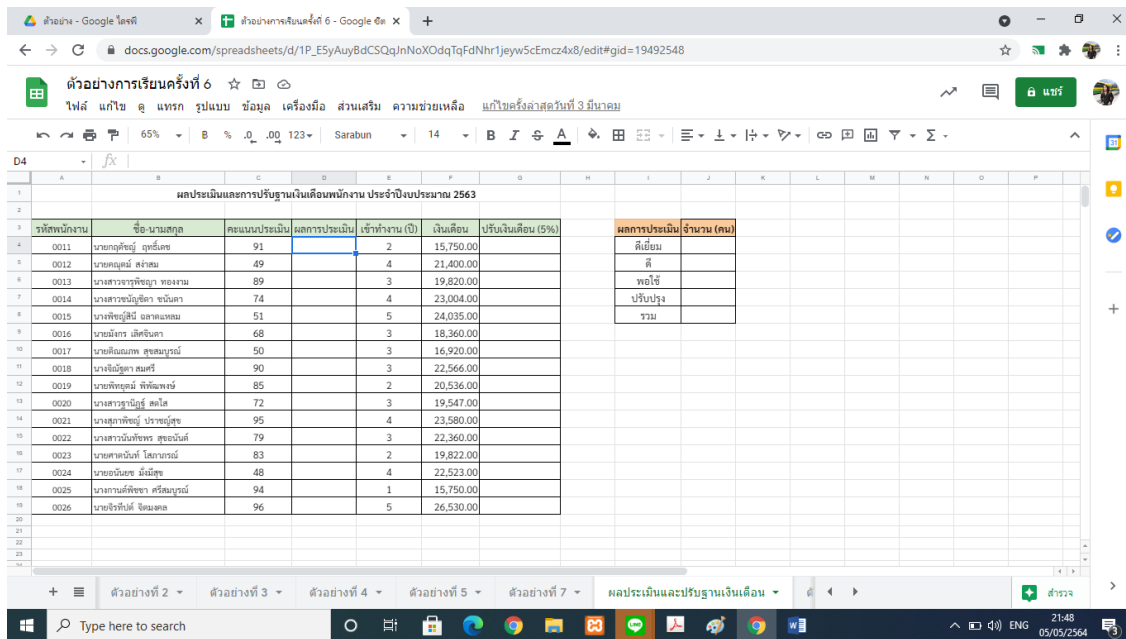 ตัวอย่าง - Google ไดรฟ์
ตัวอย่างการเรียนครั้งที่ 6 - Google ชีต
docs.google.com/spreadsheets/d/1P_E5yAuyBdCSQqJnNoXOdqTqFdNhr1jeyw5cEmcz4x8/edit#gid=19492548
ตัวอย่างการเรียนครั้งที่ 6
ไฟล์ แก้ไข ดู แทรก รูปแบบ ข้อมูล เครื่องมือ ส่วนเสริม ความช่วยเหลือ แก้ไขครั้งล่าสุดวันที่ 3 มีนาคม
แชร์
65% B % .0 .00 123 Sarabun 14 B I S A
D4 fx
A B C D E F G H I J K L M N O P
1 ผลประเมินและการปรับฐานเงินเดือนพนักงาน ประจำปีงบประมาณ 2563
2
3 รหัสพนักงาน ชื่อ-นามสกุล คะแนนประเมิน ผลการประเมิน เข้าทำงาน (ปี) เงินเดือน ปรับเงินเดือน (5%) ผลการประเมิน จำนวน (คน)
4 0011 นายกฤตัชญ์ ฤทธิ์เดช 91 2 15,750.00 ดีเยี่ยม
5 0012 นายคณุตม์ สง่าสม 49 4 21,400.00 ดี
6 0013 นางสาวจารุพิชญา ทองงาม 89 3 19,820.00 พอใช้
7 0014 นางสาวชนัญชิดา ชนันดา 74 4 23,004.00 ปรับปรุง
8 0015 นางพิชญ์สินี ฉลาดแหลม 51 5 24,035.00 รวม
9 0016 นายมังกร เลิศจินดา 68 3 18,360.00
10 0017 นายติณณภพ สุขสมบูรณ์ 50 3 16,920.00
11 0018 นางจิณัฐตา สมศรี 90 3 22,566.00
12 0019 นายพิทยุตม์ พิพัฒพงษ์ 85 2 20,536.00
13 0020 นางสาวฐานิฎฐ์ สดใส 72 3 19,547.00
14 0021 นางสุภาพิชญ์ ปราชญ์สุข 95 4 23,580.00
15 0022 นางสาวนันทัชพร สุขอนันต์ 79 3 22,360.00
16 0023 นายศาตนันท์ โสภาภรณ์ 83 2 19,822.00
17 0024 นายอนันยช มั่งมีสุข 48 4 22,523.00
18 0025 นางกานต์พิชชา ศรีสมบูรณ์ 94 1 15,750.00
19 0026 นายจิรทีปต์ จิตมงคล 96 5 26,530.00
20
21
22
23
ตัวอย่างที่ 2 ตัวอย่างที่ 3 ตัวอย่างที่ 4 ตัวอย่างที่ 5 ตัวอย่างที่ 7 ผลประเมินและปรับฐานเงินเดือน สำรวจ
Type here to search
ENG 21:48
05/05/2564